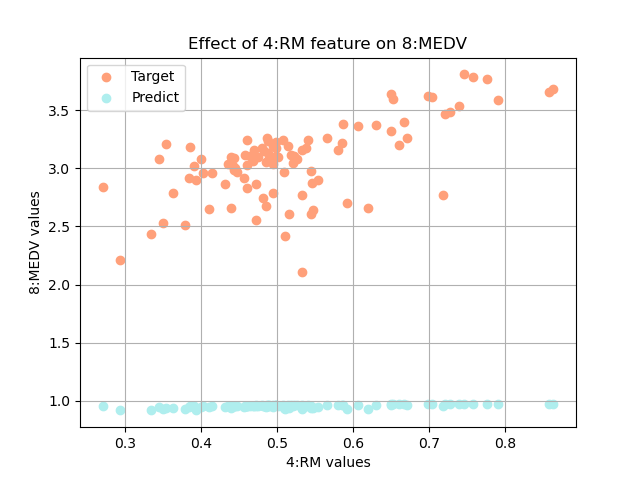 Effect of 4:RM feature on 8:MEDV
Target
Predict
3.5
3.0
2.5
2.0
1.5
1.0
8:MEDV values
0.3 0.4 0.5 0.6 0.7 0.8
4:RM values